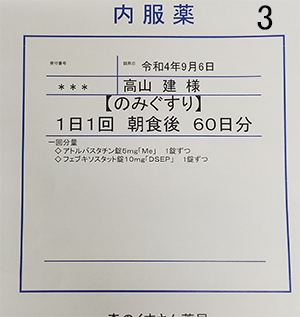 内服薬 3
受付番号 調剤日 令和4年9月6日
*** 高山 建 様
【のみぐすり】
1日1回 朝食後 60日分
一回分量
◇アトルバスタチン錠5mg「Me」 1錠ずつ
◇フェブキソスタット錠10mg「DSEP」 1錠ずつ